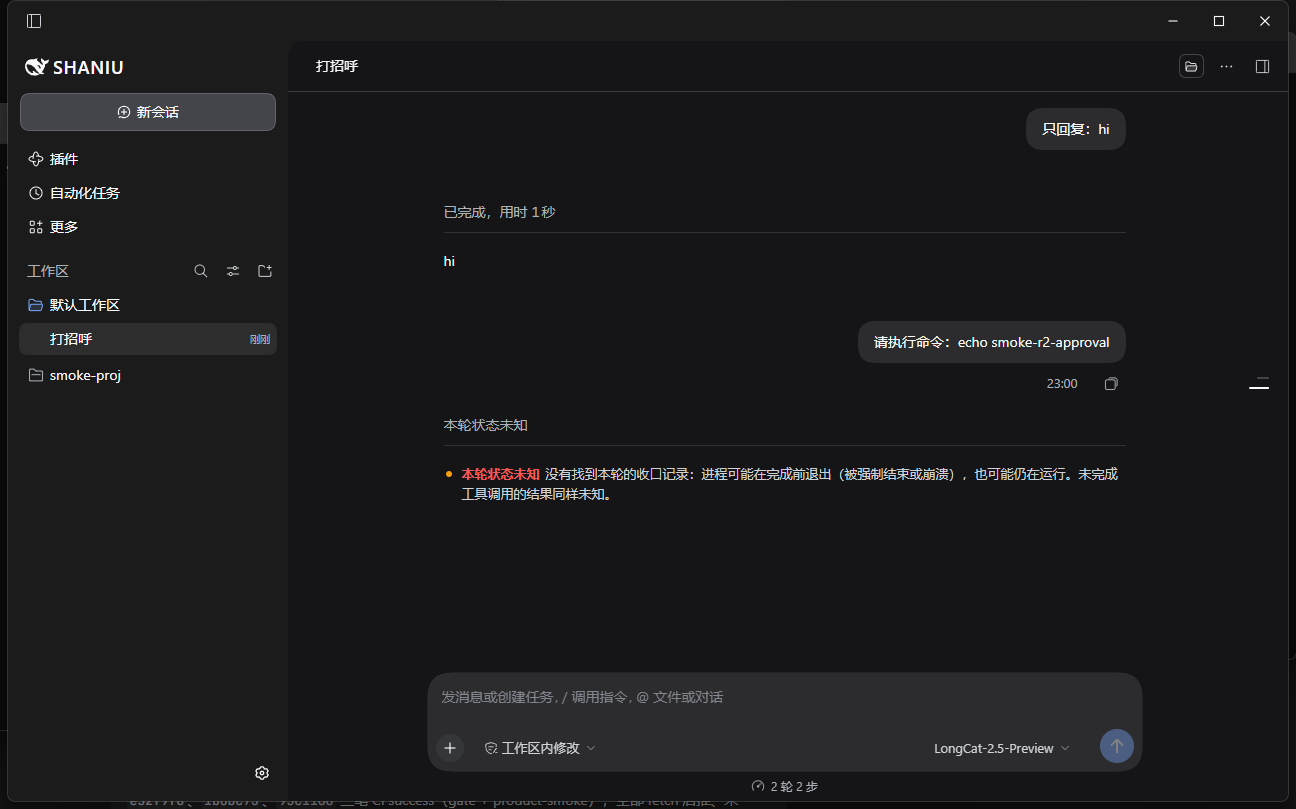 SHANIU
新会话
插件
自动化任务
更多
工作区
默认工作区
打招呼 刚刚
smoke-proj
打招呼
只回复：hi
已完成，用时 1 秒
hi
请执行命令：echo smoke-r2-approval
23:00
本轮状态未知
本轮状态未知 没有找到本轮的收口记录：进程可能在完成前退出（被强制结束或崩溃），也可能仍在运行。未完成
工具调用的结果同样未知。
发消息或创建任务, / 调用指令, @ 文件或对话
工作区内修改
LongCat-2.5-Preview
2 轮 2 步